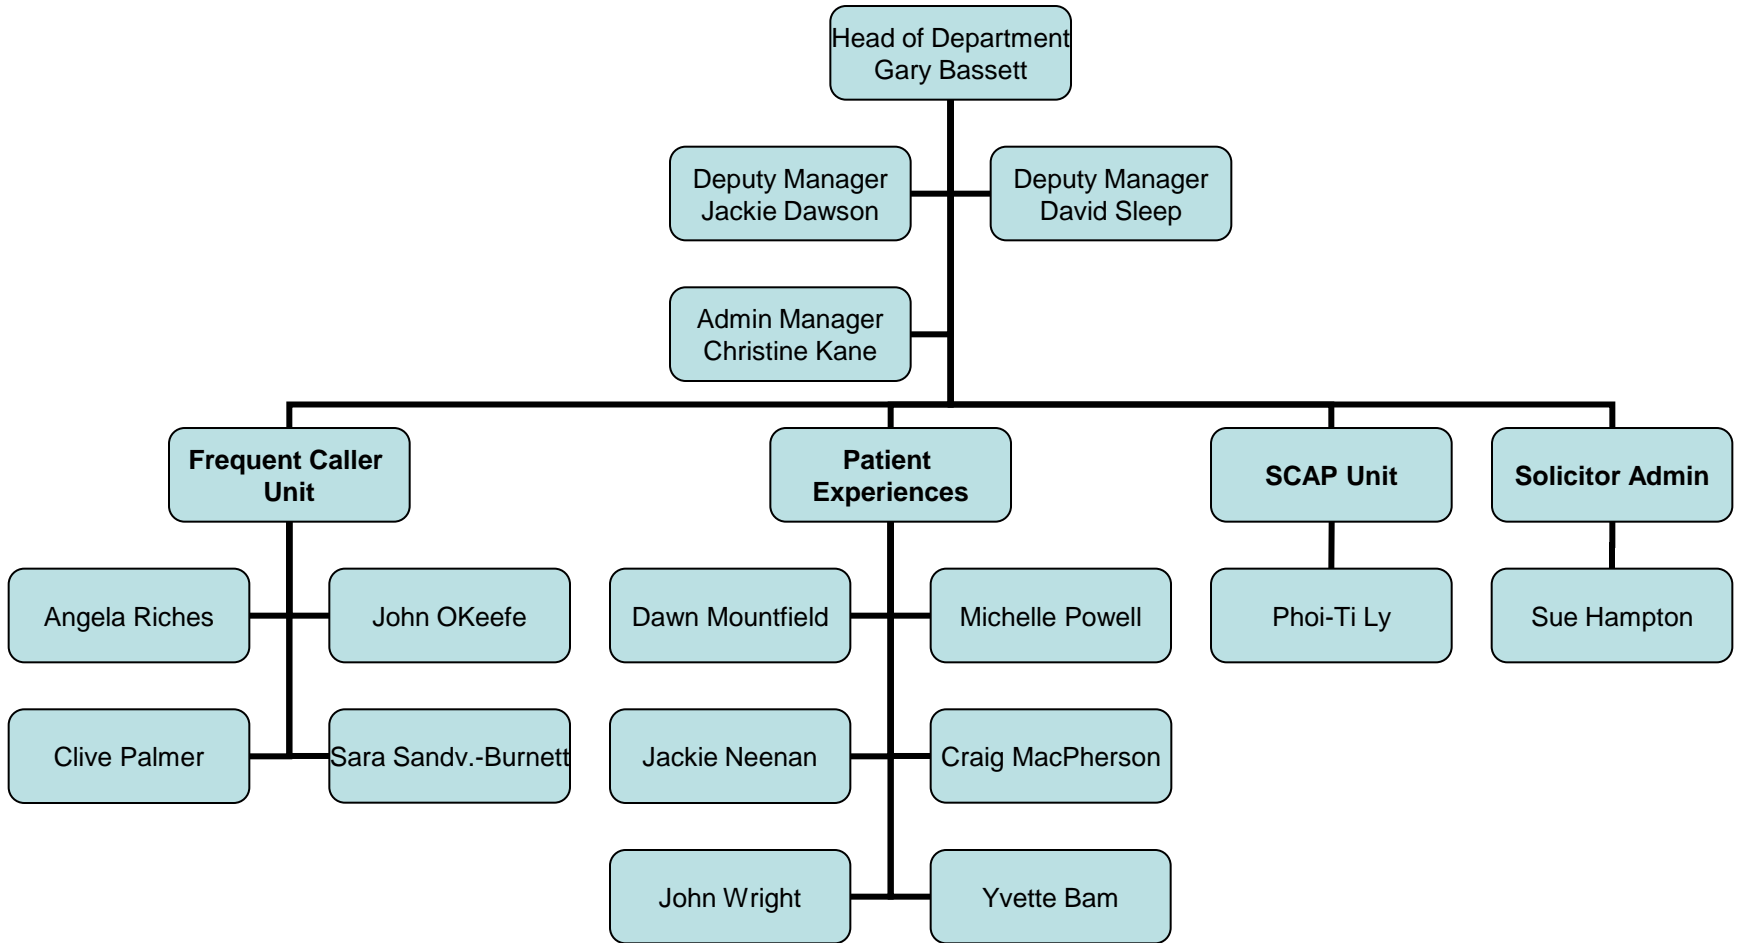 Head of Department
Gary Bassett
Deputy Manager
Jackie Dawson
Deputy Manager
David Sleep
Admin Manager
Christine Kane
Frequent Caller
Unit
Patient
Experiences
SCAP Unit
Solicitor Admin
Angela Riches
John OKeefe
Dawn Mountfield
Michelle Powell
Phoi-Ti Ly
Sue Hampton
Clive Palmer
Sara Sandv.-Burnett
Jackie Neenan
Craig MacPherson
John Wright
Yvette Bam